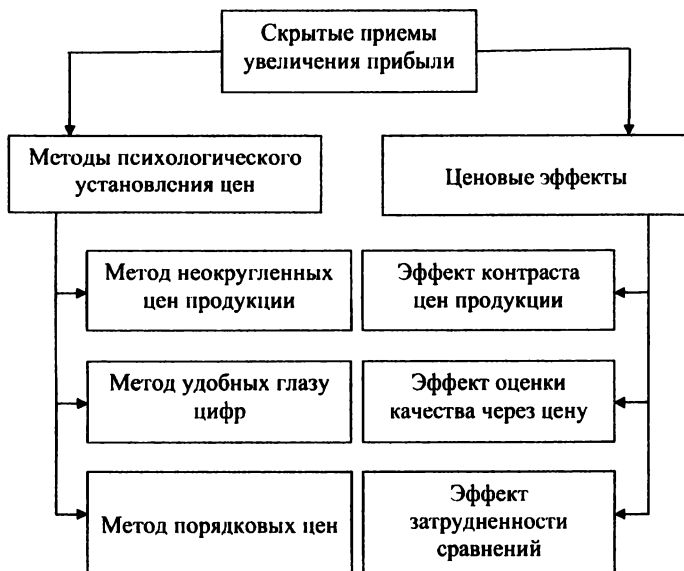 Скрытые приемы
увеличения прибыли
Методы психологического
установления цен
Ценовые эффекты
Метод неокругленных
цен продукции
Эффект контраста
цен продукции
Метод удобных глазу
цифр
Эффект оценки
качества через цену
Метод порядковых цен
Эффект
затрудненности
сравнений